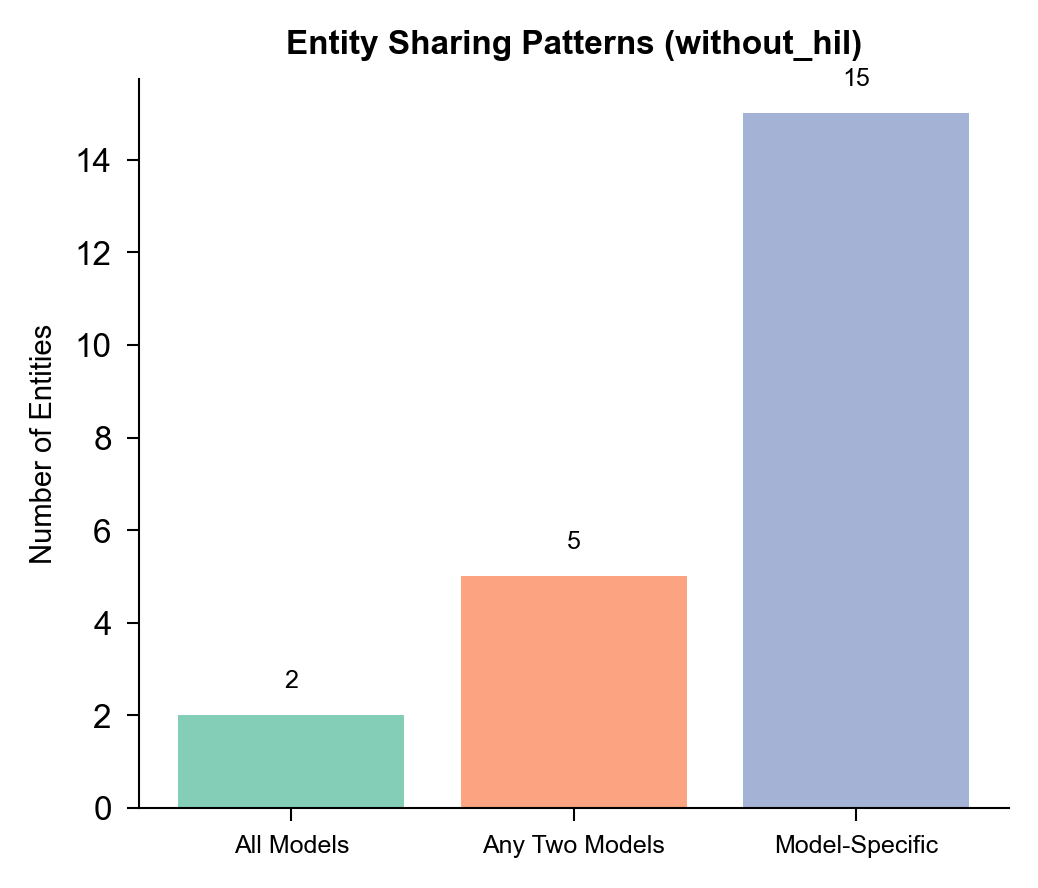 Entity Sharing Patterns (without_hil)
15
14
12
10
8
6
4
2
0
Number of Entities
5
2
All Models
Any Two Models
Model-Specific